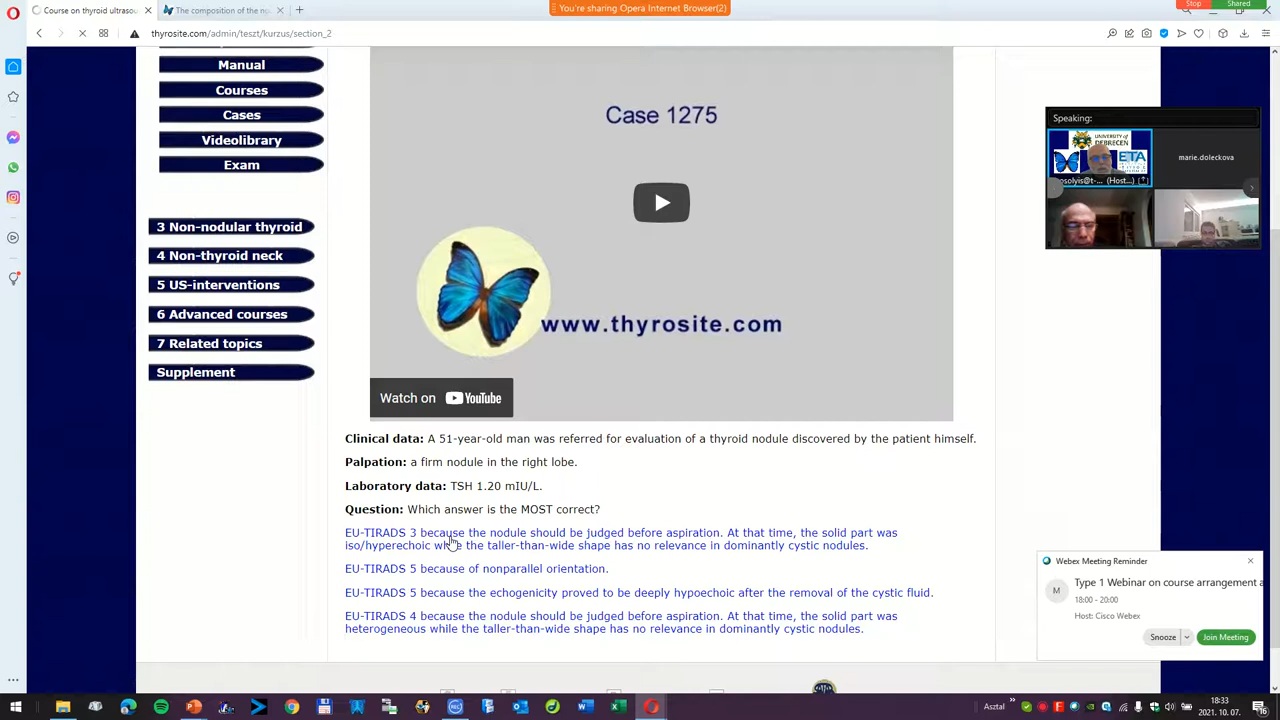 Course on thyroid ultrasou
The composition of the no
You're sharing Opera Internet Browser(2)
Stop
Shared
thyrosite.com/admin/teszt/kurzus/section_2
Manual
Courses
Cases
Videolibrary
Exam
3 Non-nodular thyroid
4 Non-thyroid neck
5 US-interventions
6 Advanced courses
7 Related topics
Supplement
Case 1275
www.thyrosite.com
Watch on YouTube
Speaking:
UNIVERSITY of
DEBRECEN
ETA
(Host...)
marie.doleckova
Clinical data: A 51-year-old man was referred for evaluation of a thyroid nodule discovered by the patient himself.
Palpation: a firm nodule in the right lobe.
Laboratory data: TSH 1.20 mIU/L.
Question: Which answer is the MOST correct?
EU-TIRADS 3 because the nodule should be judged before aspiration. At that time, the solid part was
iso/hyperechoic while the taller-than-wide shape has no relevance in dominantly cystic nodules.
EU-TIRADS 5 because of nonparallel orientation.
EU-TIRADS 5 because the echogenicity proved to be deeply hypoechoic after the removal of the cystic fluid.
EU-TIRADS 4 because the nodule should be judged before aspiration. At that time, the solid part was
heterogeneous while the taller-than-wide shape has no relevance in dominantly cystic nodules.
Webex Meeting Reminder
M
Type 1 Webinar on course arrangement a
18:00 - 20:00
Host: Cisco Webex
Snooze
Join Meeting
Asztal
18:33
2021. 10. 07.